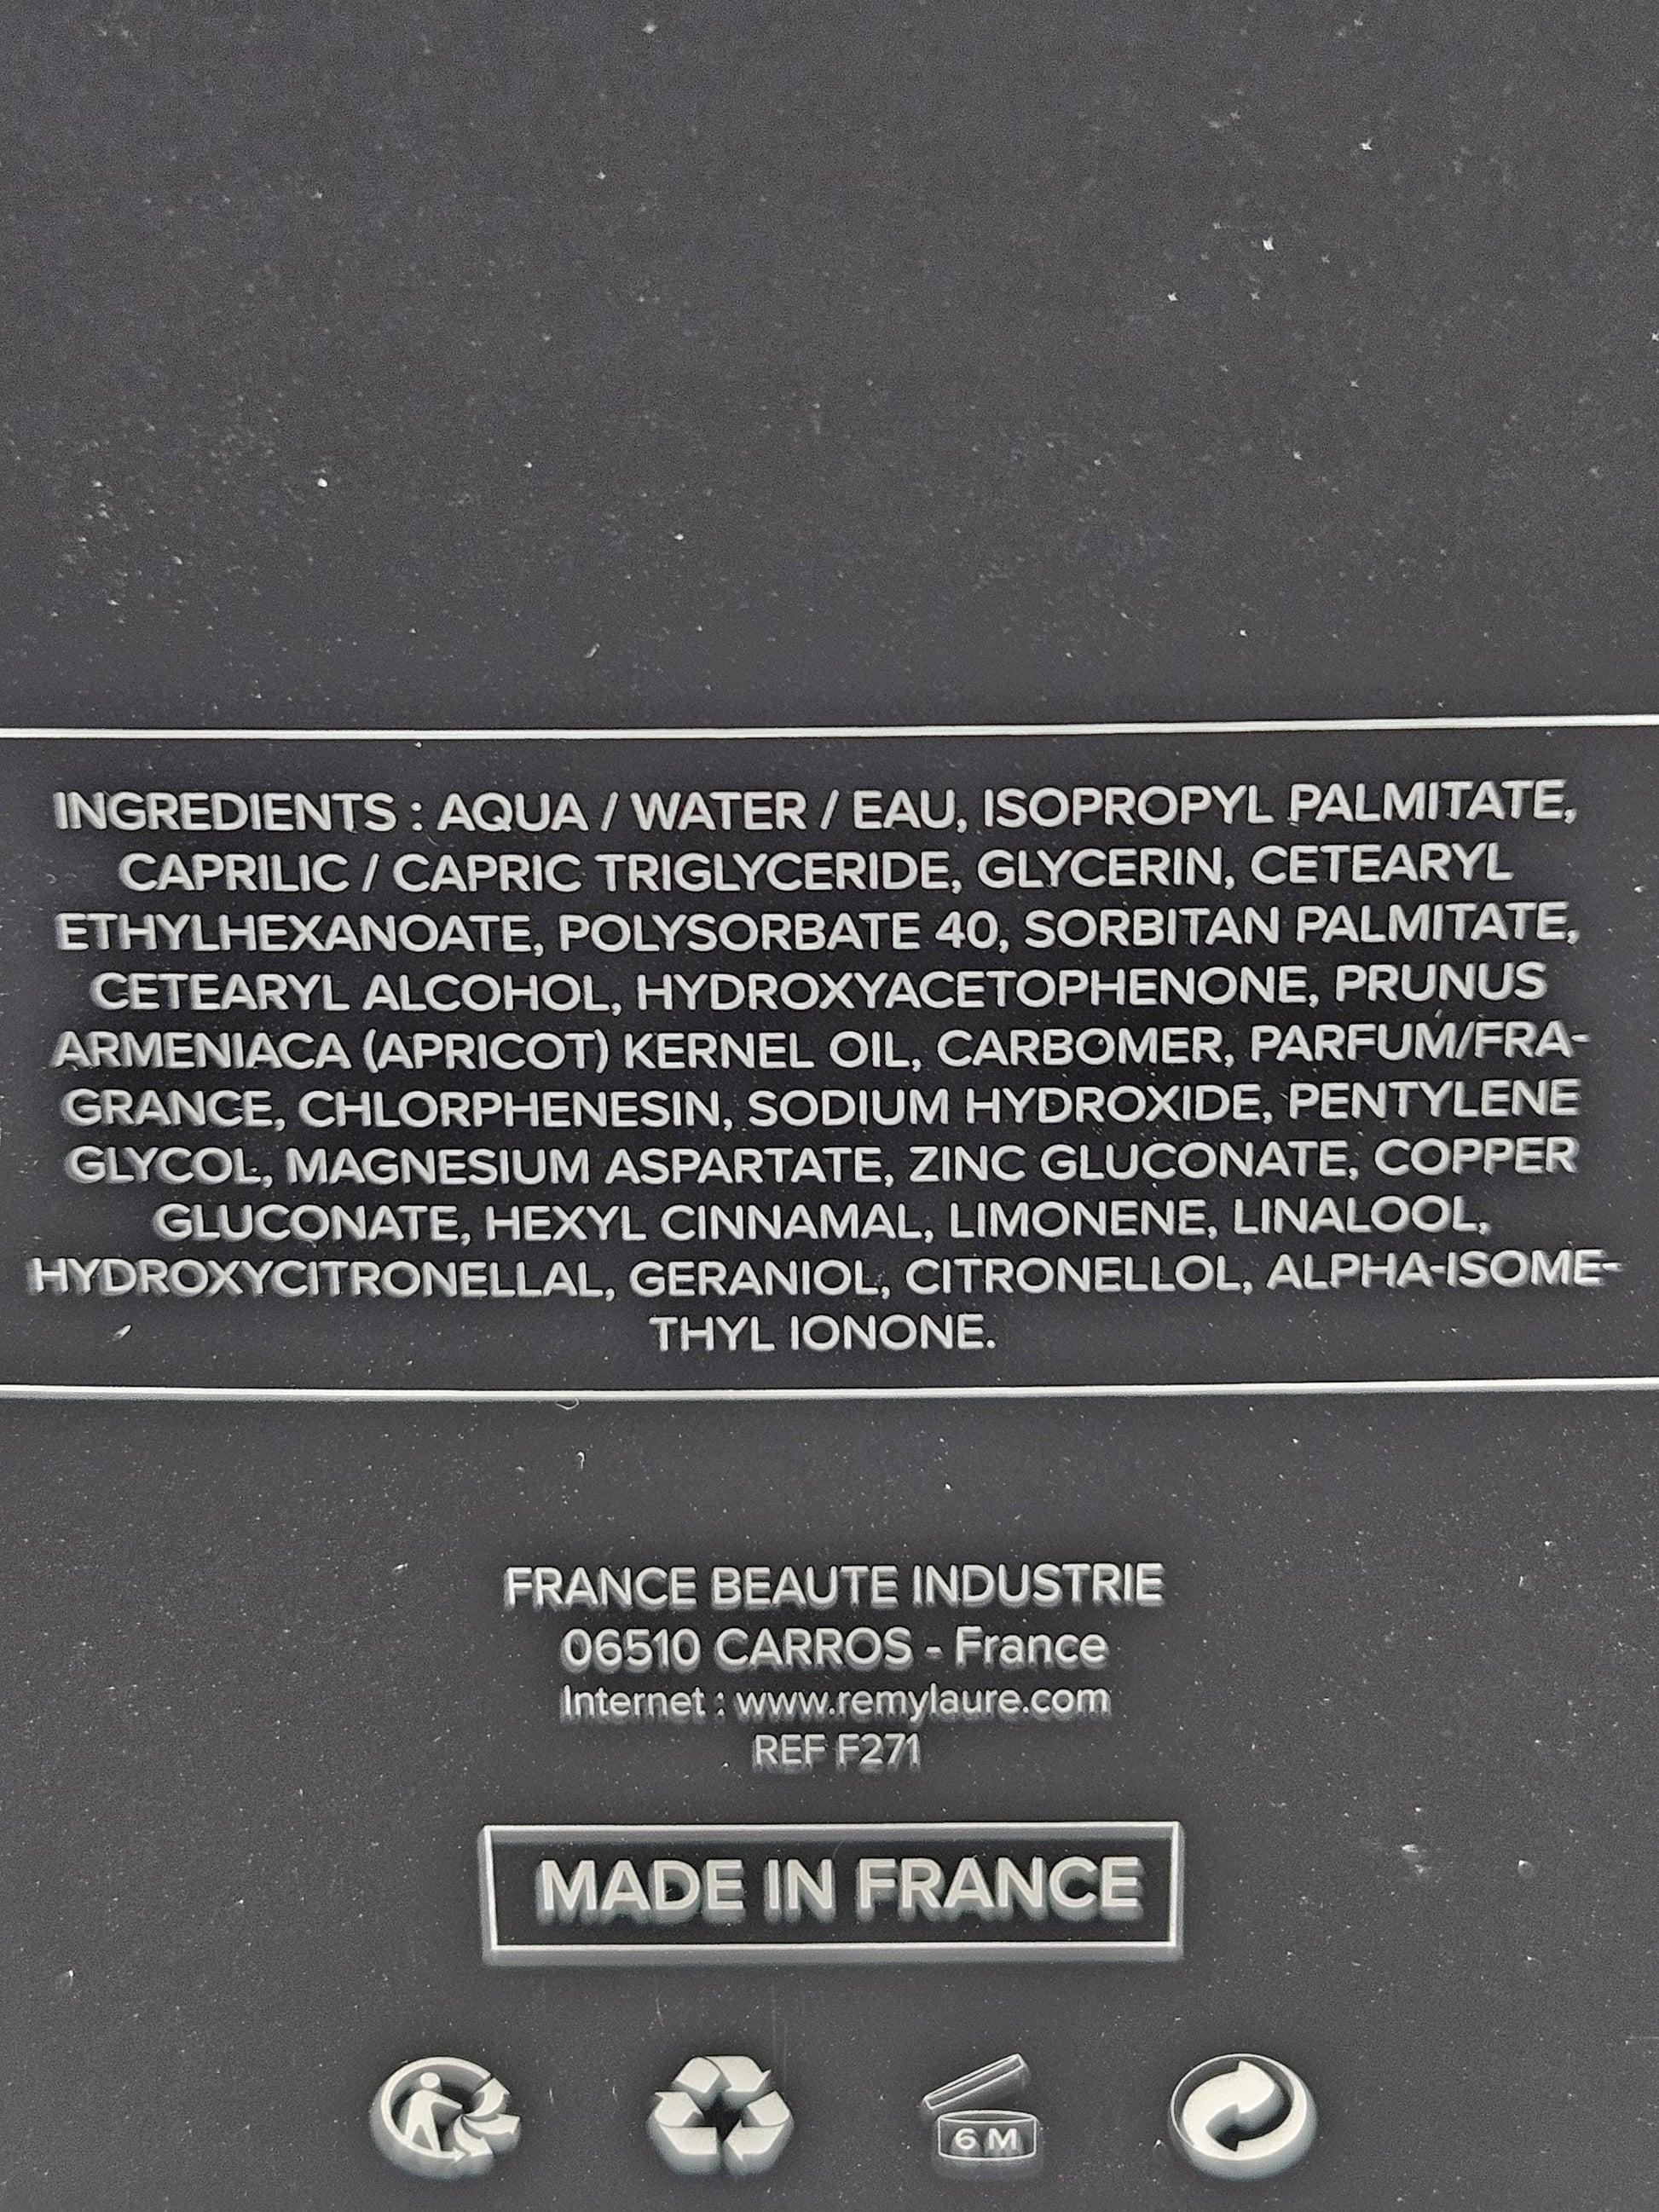 INGREDIENTS : AQUA / WATER / EAU, ISOPROPYL PALMITATE,
CAPRILIC / CAPRIC TRIGLYCERIDE, GLYCERIN, CETEARYL
ETHYLHEXANOATE, POLYSORBATE 40, SORBITAN PALMITATE,
CETEARYL ALCOHOL, HYDROXYACETOPHENONE, PRUNUS
ARMENIACA (APRICOT) KERNEL OIL, CARBOMER, PARFUM/FRA-
GRANCE, CHLORPHENESIN, SODIUM HYDROXIDE, PENTYLENE
GLYCOL, MAGNESIUM ASPARTATE, ZINC GLUCONATE, COPPER
GLUCONATE, HEXYL CINNAMAL, LIMONENE, LINALOOL,
HYDROXYCITRONELLAL, GERANIOL, CITRONELLOL, ALPHA-ISOME-
THYL IONONE.
FRANCE BEAUTE INDUSTRIE
06510 CARROS - France
Internet : www.remylaure.com
REF F271
MADE IN FRANCE
6 M